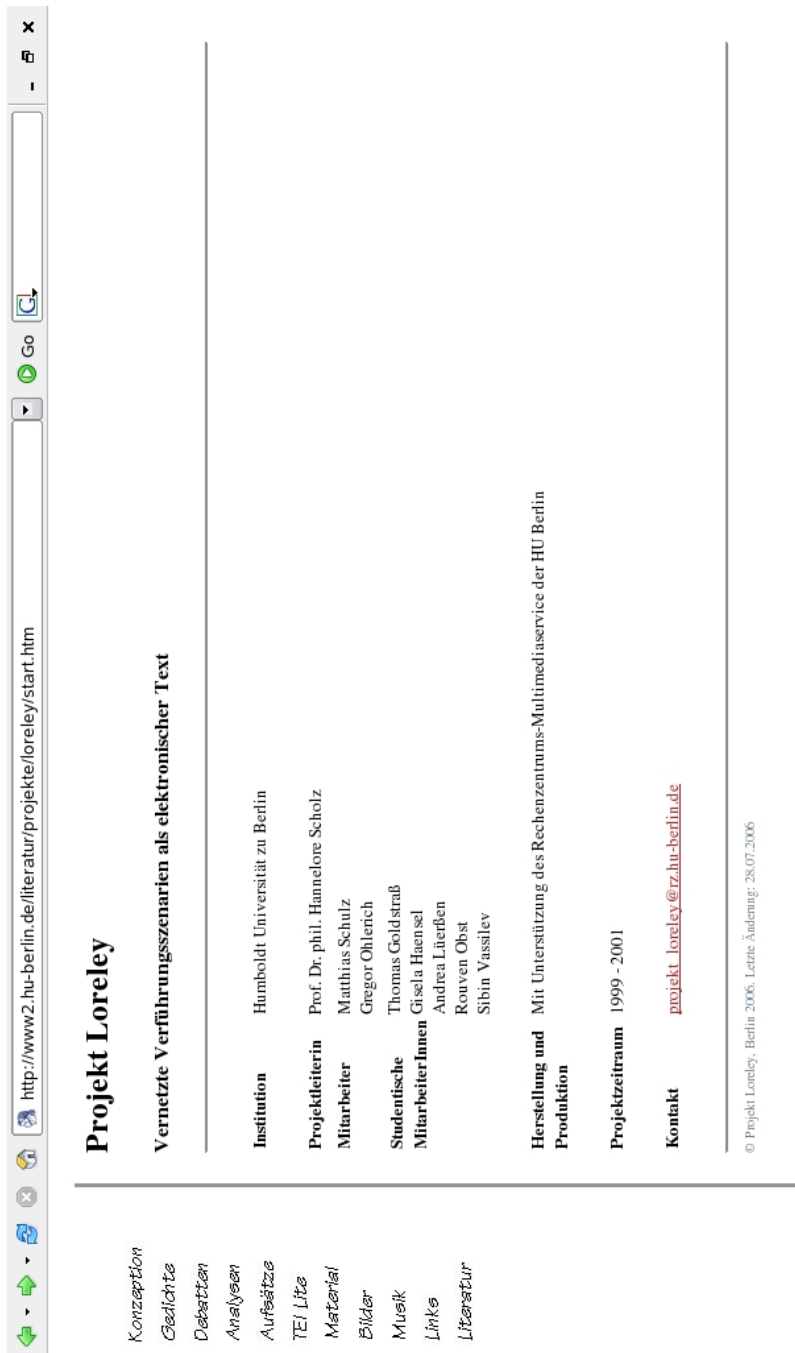 http://www2.hu-berlin.de/literatur/projekte/loreley/start.htm
Go
Konzeption
Gedichte
Debatten
Analysen
Aufsätze
TEI Lite
Material
Bilder
Musik
Links
Literatur
Projekt Loreley
Vernetzte Verführungsszenarien als elektronischer Text
Institution Humboldt Universität zu Berlin
Projektleiterin Prof. Dr. phil. Hannelore Scholz
Mitarbeiter Matthias Schulz
Gregor Ohlerich
Studentische Thomas Goldstraß
MitarbeiterInnen Gisela Haensel
Andrea Lüerßen
Rouven Obst
Sibin Vassilev
Herstellung und Mit Unterstützung des Rechenzentrums-Multimediaservice der HU Berlin
Produktion
Projektzeitraum 1999 - 2001
Kontakt projekt_loreley@rz.hu-berlin.de
© Projekt Loreley, Berlin 2006. Letzte Änderung: 28.07.2006